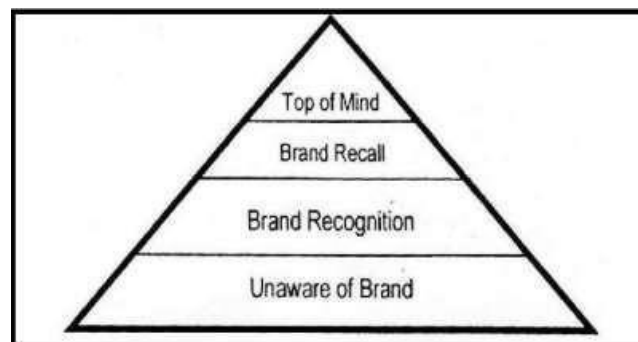 Top of Mind
Brand Recall
Brand Recognition
Unaware of Brand